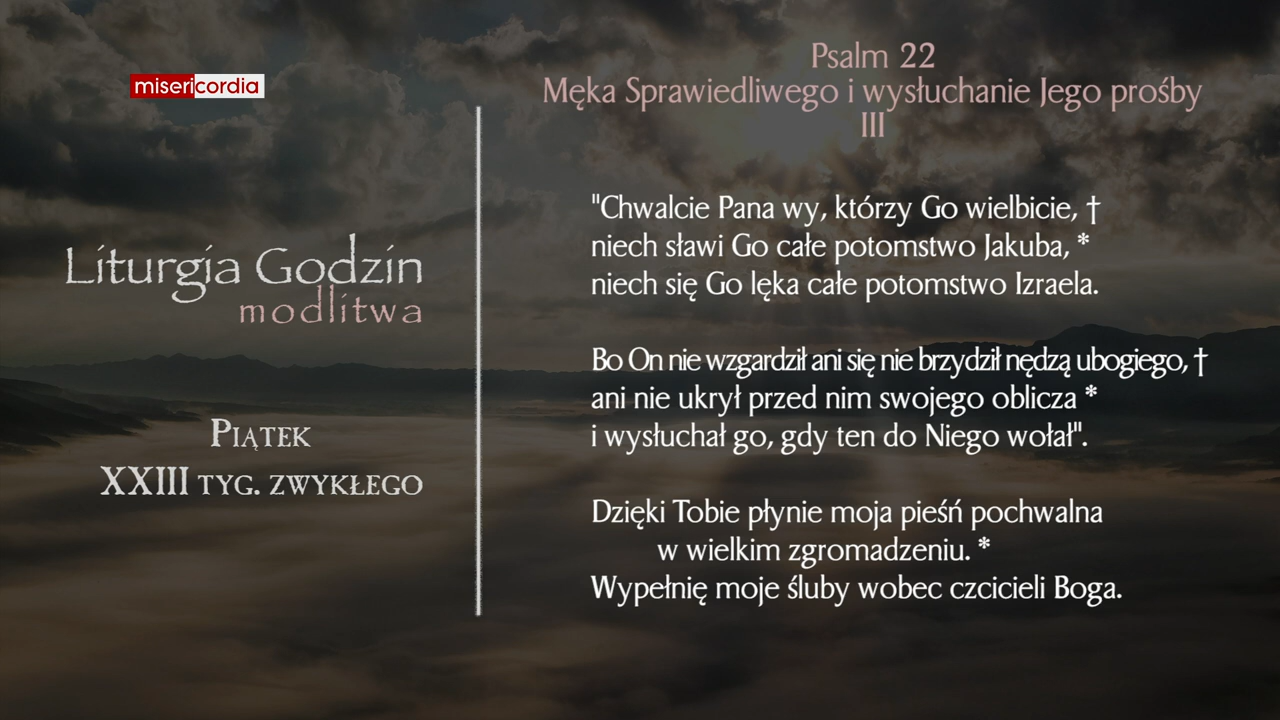 misericordia
Liturgia Godzin
modlitwa
Piątek
XXIII tyg. zwykłego
Psalm 22
Męka Sprawiedliwego i wysłuchanie Jego prośby
III
"Chwalcie Pana wy, którzy Go wielbicie, †
niech sławi Go całe potomstwo Jakuba, *
niech się Go lęka całe potomstwo Izraela.
Bo On nie wzgardził ani się nie brzydził nędzą ubogiego, †
ani nie ukrył przed nim swojego oblicza *
i wysłuchał go, gdy ten do Niego wołał".
Dzięki Tobie płynie moja pieśń pochwalna
w wielkim zgromadzeniu. *
Wypełnię moje śluby wobec czcicieli Boga.